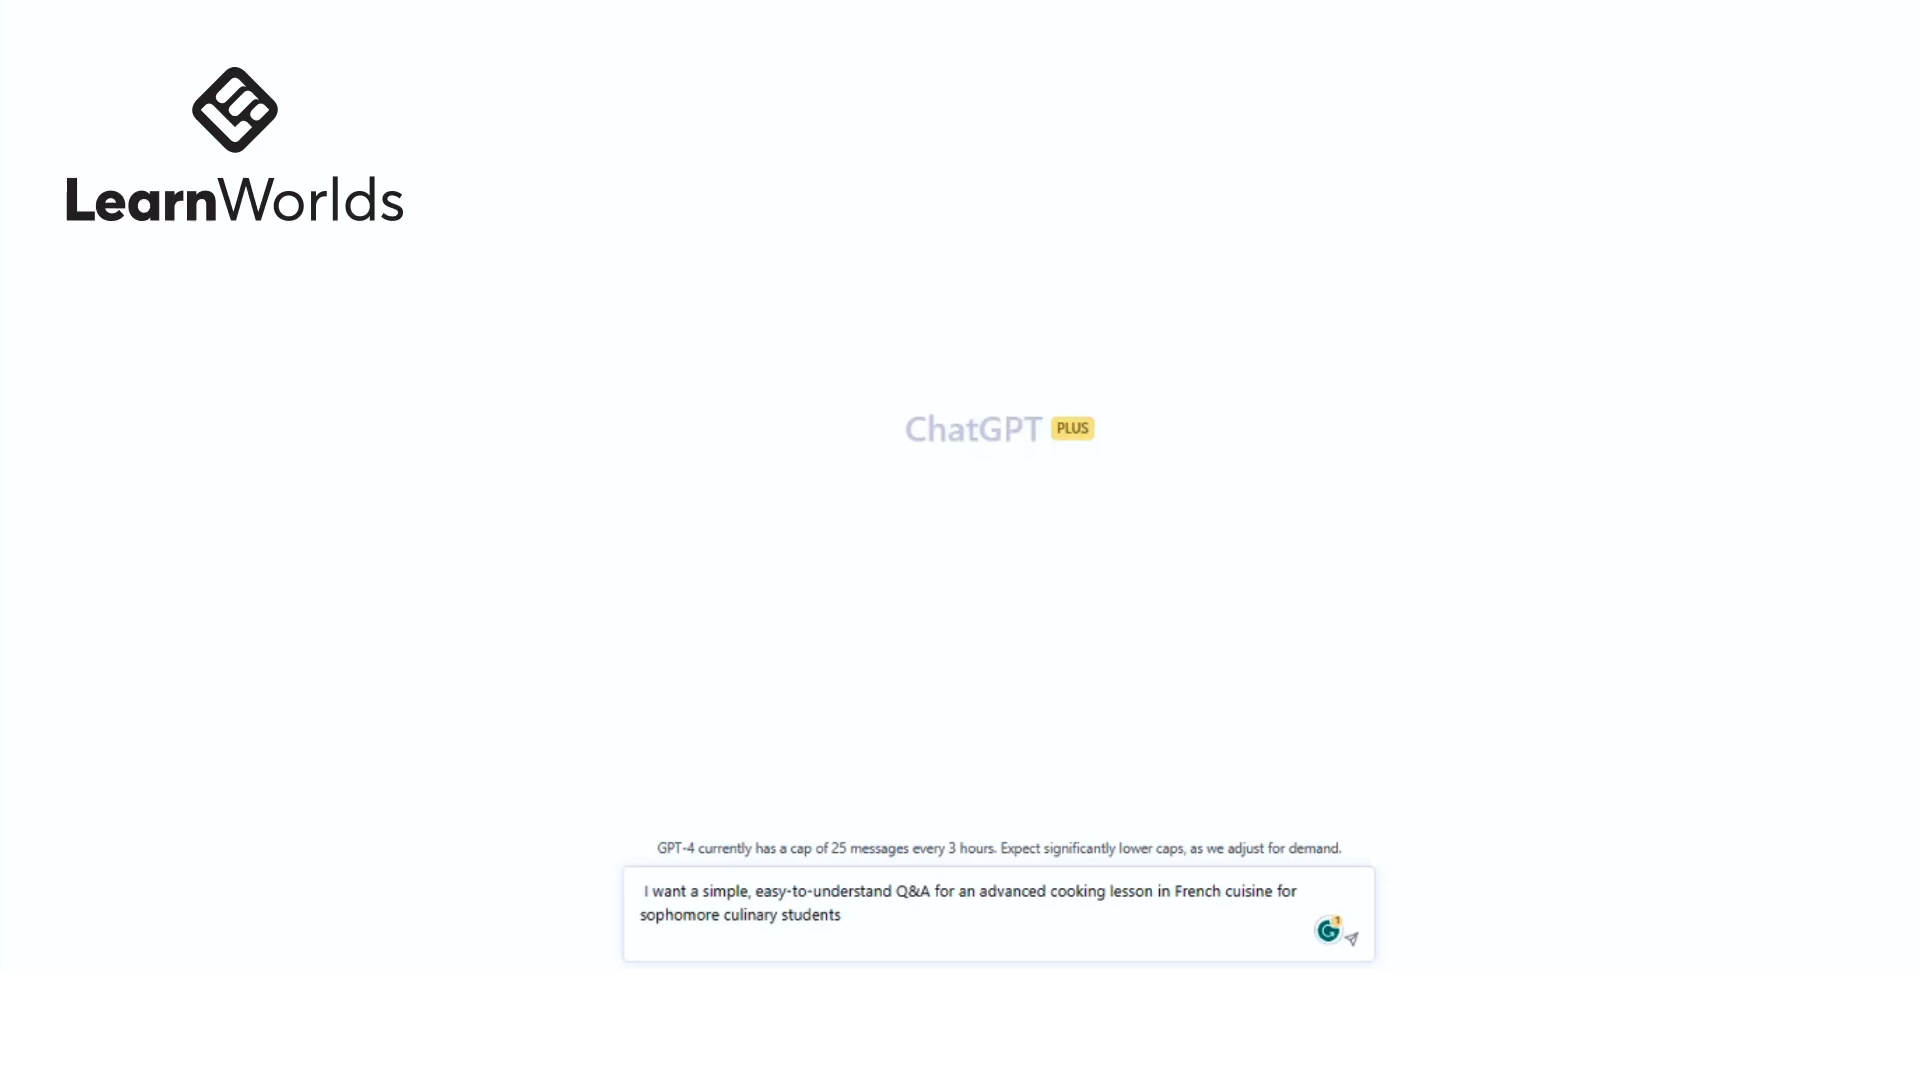 LearnWorlds
ChatGPT PLUS
GPT-4 currently has a cap of 25 messages every 3 hours. Expect significantly lower caps, as we adjust for demand.
I want a simple, easy-to-understand Q&A for an advanced cooking lesson in French cuisine for
sophomore culinary students
G 1